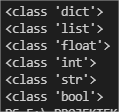 <class 'dict'>
<class 'list'>
<class 'float'>
<class 'int'>
<class 'str'>
<class 'bool'>